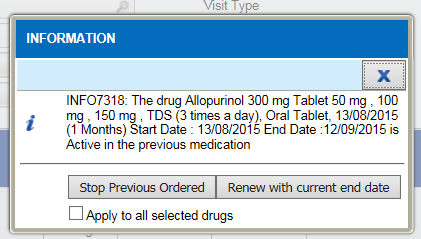 Visit Type
INFORMATION
X
INFO7318: The drug Allopurinol 300 mg Tablet 50 mg , 100
mg , 150 mg , TDS (3 times a day), Oral Tablet, 13/08/2015
(1 Months) Start Date : 13/08/2015 End Date :12/09/2015 is
Active in the previous medication
Stop Previous Ordered Renew with current end date
Apply to all selected drugs